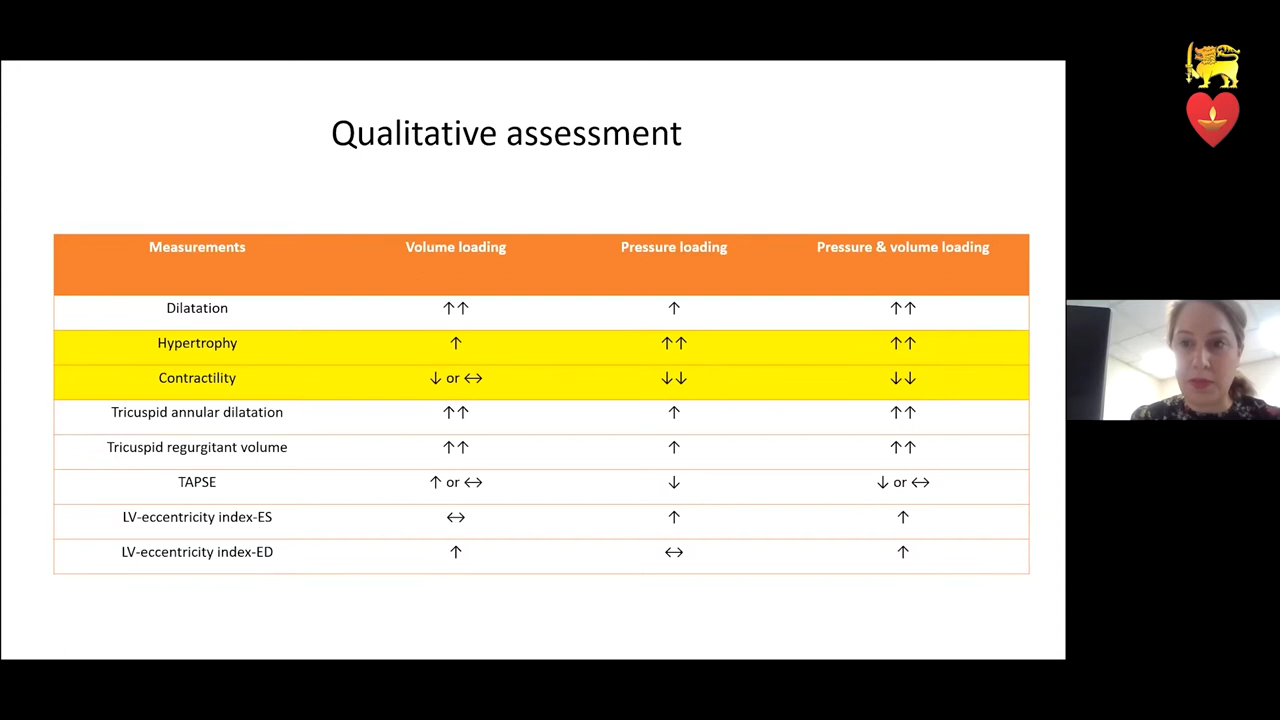 Qualitative assessment
Measurements Volume loading Pressure loading Pressure & volume loading
Dilatation ↑↑ ↑ ↑↑
Hypertrophy ↑ ↑↑ ↑↑
Contractility ↓ or ↔ ↓↓ ↓↓
Tricuspid annular dilatation ↑↑ ↑ ↑↑
Tricuspid regurgitant volume ↑↑ ↑ ↑↑
TAPSE ↑ or ↔ ↓ ↓ or ↔
LV-eccentricity index-ES ↔ ↑ ↑
LV-eccentricity index-ED ↑ ↔ ↑